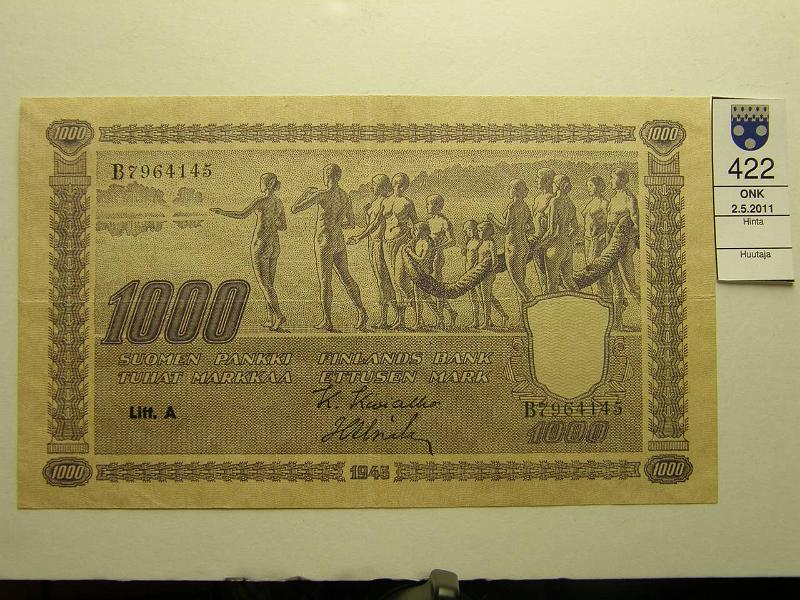 1000
1000
B7964145
1000
SUOMEN PANKKI FINLANDS BANK
TUHAT MARKKAA ETTUSEN MARK
Litt. A
B7964145
1000
1000
1945
1000
422
ONK
2.5.2011
Hinta
Huutaja